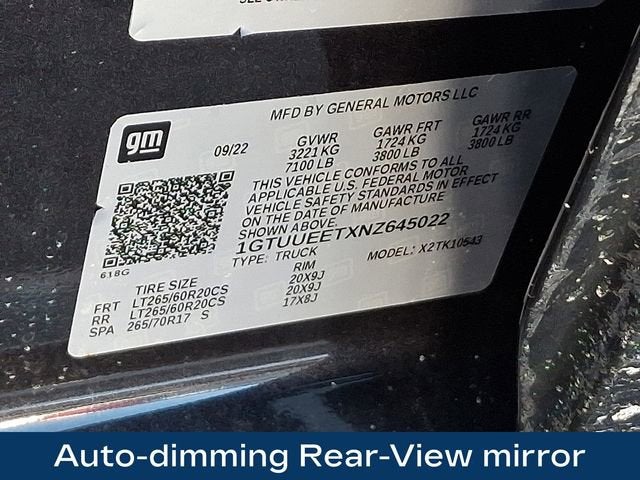 MFD BY GENERAL MOTORS LLC
gm
09/22
GVWR GAWR FRT GAWR RR
3221 KG 1724 KG 1724 KG
7100 LB 3800 LB 3800 LB
THIS VEHICLE CONFORMS TO ALL
APPLICABLE U.S. FEDERAL MOTOR
VEHICLE SAFETY STANDARDS IN EFFECT
ON THE DATE OF MANUFACTURE
SHOWN ABOVE.
1GTUUEETXNZ645022
TYPE: TRUCK MODEL: X2TK10543
618G
TIRE SIZE RIM
FRT LT265/60R20CS 20X9J
RR LT265/60R20CS 20X9J
SPA 265/70R17 S 17X8J
Auto-dimming Rear-View mirror